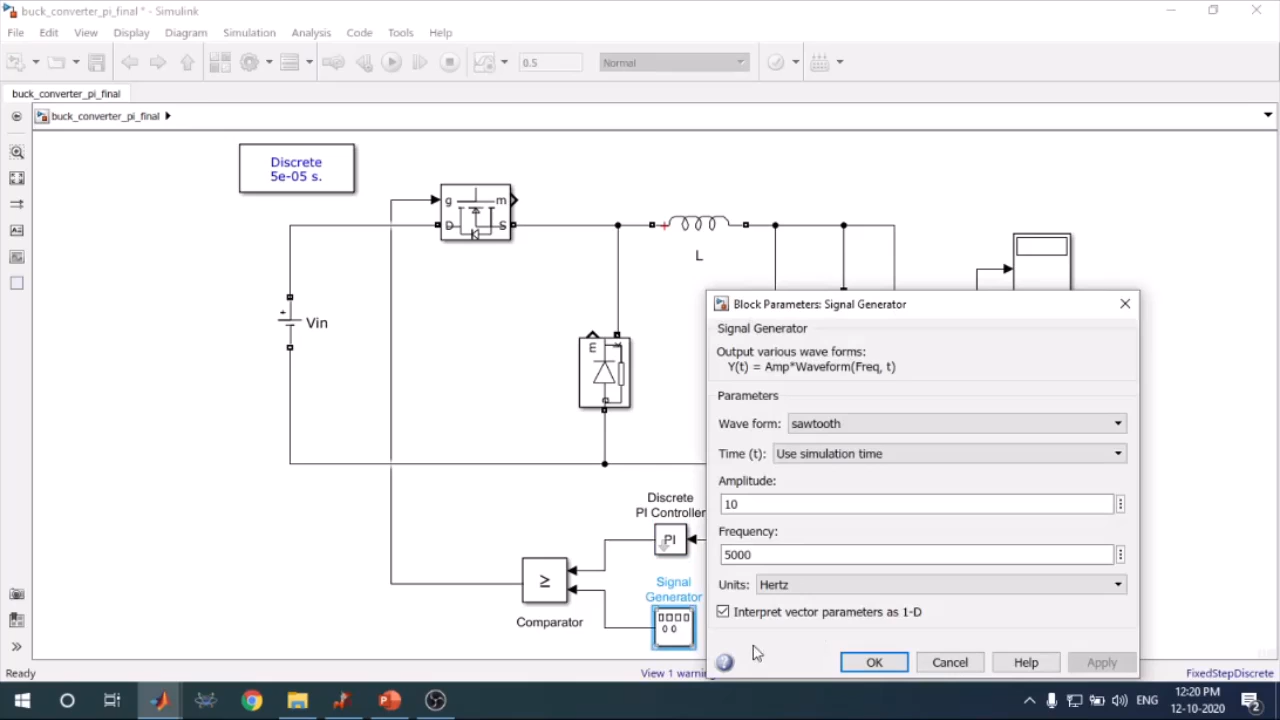 buck_converter_pi_final * - Simulink
File Edit View Display Diagram Simulation Analysis Code Tools Help
0.5
Normal
buck_converter_pi_final
buck_converter_pi_final
Discrete
5e-05 s.
g
m
D
S
+
L
+
Vin
Block Parameters: Signal Generator
Signal Generator
Output various wave forms:
Y(t) = Amp*Waveform(Freq, t)
Parameters
Wave form: sawtooth
Time (t): Use simulation time
Amplitude:
10
Frequency:
5000
Units: Hertz
Interpret vector parameters as 1-D
OK Cancel Help Apply
Discrete
PI Controller
PI
≥
Comparator
Signal
Generator
Ready
View 1 warning
FixedStepDiscrete
ENG
12:20 PM
12-10-2020
2